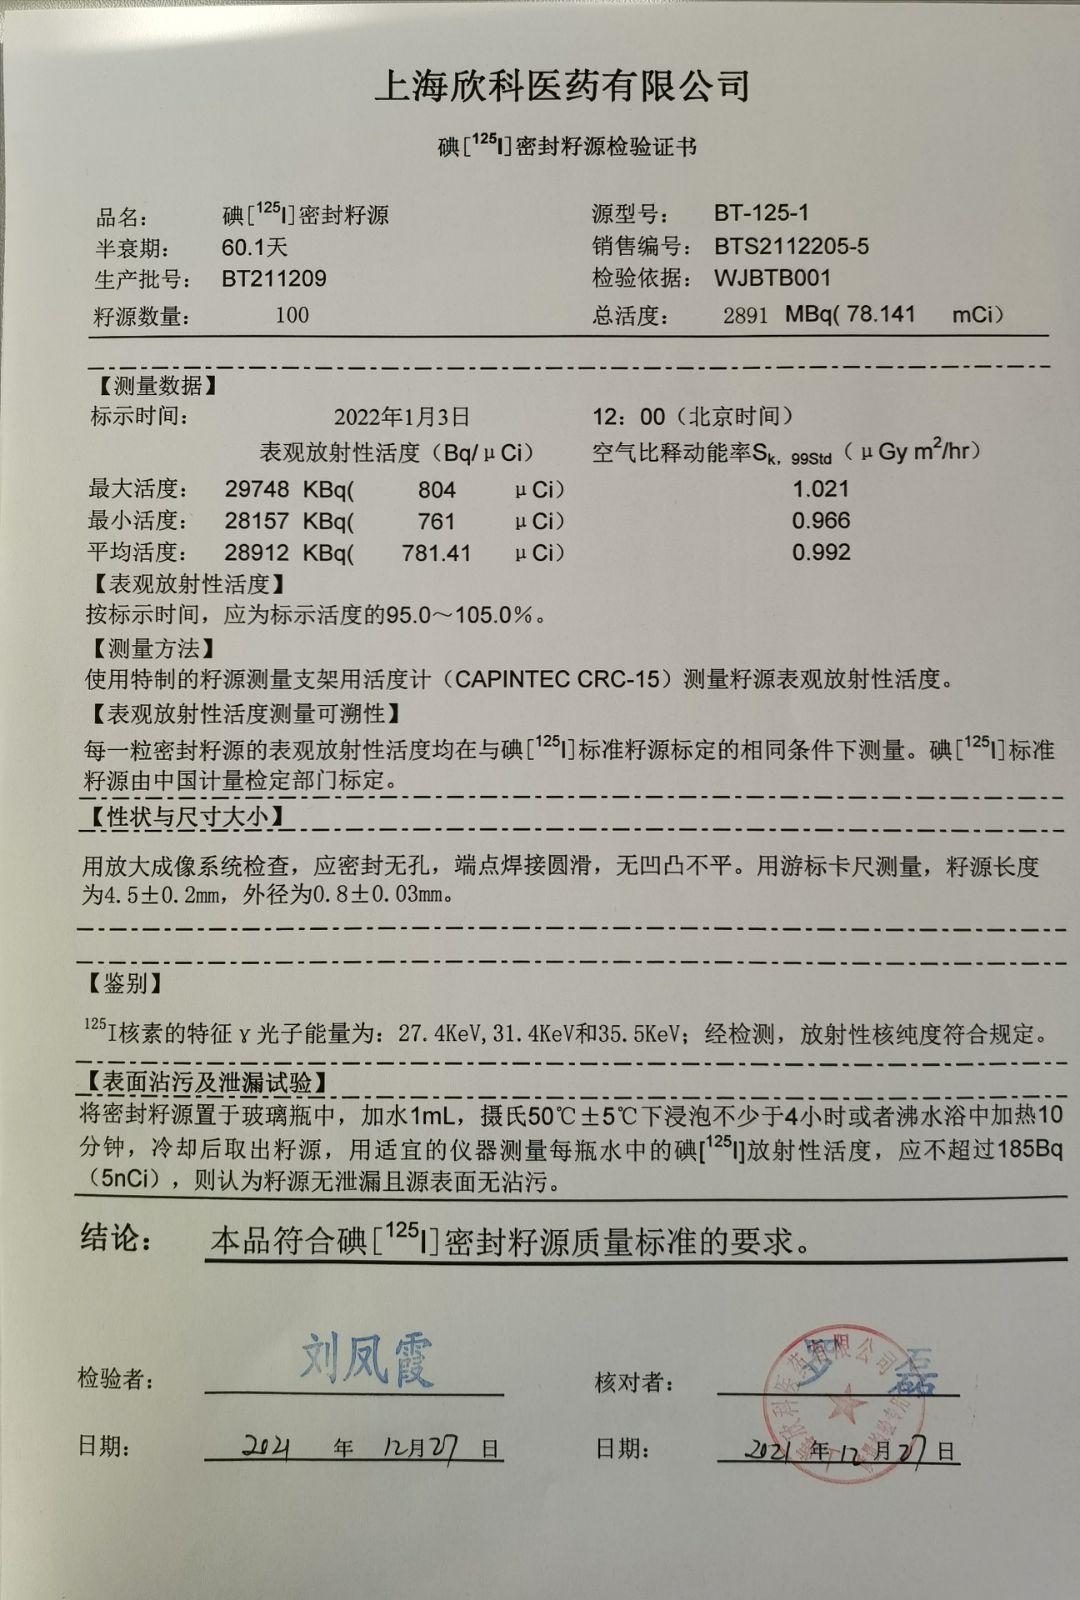 上海欣科医药有限公司
碘[¹²⁵I]密封籽源检验证书
品名： 碘[¹²⁵I]密封籽源 源型号： BT-125-1
半衰期： 60.1天 销售编号： BTS2112205-5
生产批号： BT211209 检验依据： WJBTB001
籽源数量： 100 总活度： 2891 MBq( 78.141 mCi）
【测量数据】
标示时间： 2022年1月3日 12：00（北京时间）
表观放射性活度（Bq/μCi） 空气比释动能率Sk，99Std（μGy m²/hr）
最大活度： 29748 KBq( 804 μCi） 1.021
最小活度： 28157 KBq( 761 μCi） 0.966
平均活度： 28912 KBq( 781.41 μCi） 0.992
【表观放射性活度】
按标示时间，应为标示活度的95.0～105.0%。
【测量方法】
使用特制的籽源测量支架用活度计（CAPINTEC CRC-15）测量籽源表观放射性活度。
【表观放射性活度测量可溯性】
每一粒密封籽源的表观放射性活度均在与碘[¹²⁵I]标准籽源标定的相同条件下测量。碘[¹²⁵I]标准
籽源由中国计量检定部门标定。
【性状与尺寸大小】
用放大成像系统检查，应密封无孔，端点焊接圆滑，无凹凸不平。用游标卡尺测量，籽源长度
为4.5±0.2mm，外径为0.8±0.03mm。
【鉴别】
¹²⁵I核素的特征γ光子能量为：27.4KeV,31.4KeV和35.5KeV；经检测，放射性核纯度符合规定。
【表面沾污及泄漏试验】
将密封籽源置于玻璃瓶中，加水1mL，摄氏50℃±5℃下浸泡不少于4小时或者沸水浴中加热10
分钟，冷却后取出籽源，用适宜的仪器测量每瓶水中的碘[¹²⁵I]放射性活度，应不超过185Bq
（5nCi），则认为籽源无泄漏且源表面无沾污。
结论： 本品符合碘[¹²⁵I]密封籽源质量标准的要求。
检验者： 刘凤霞 核对者： 罗磊
日期： 2021 年 12月27 日 日期： 2021 年 12 月 27 日